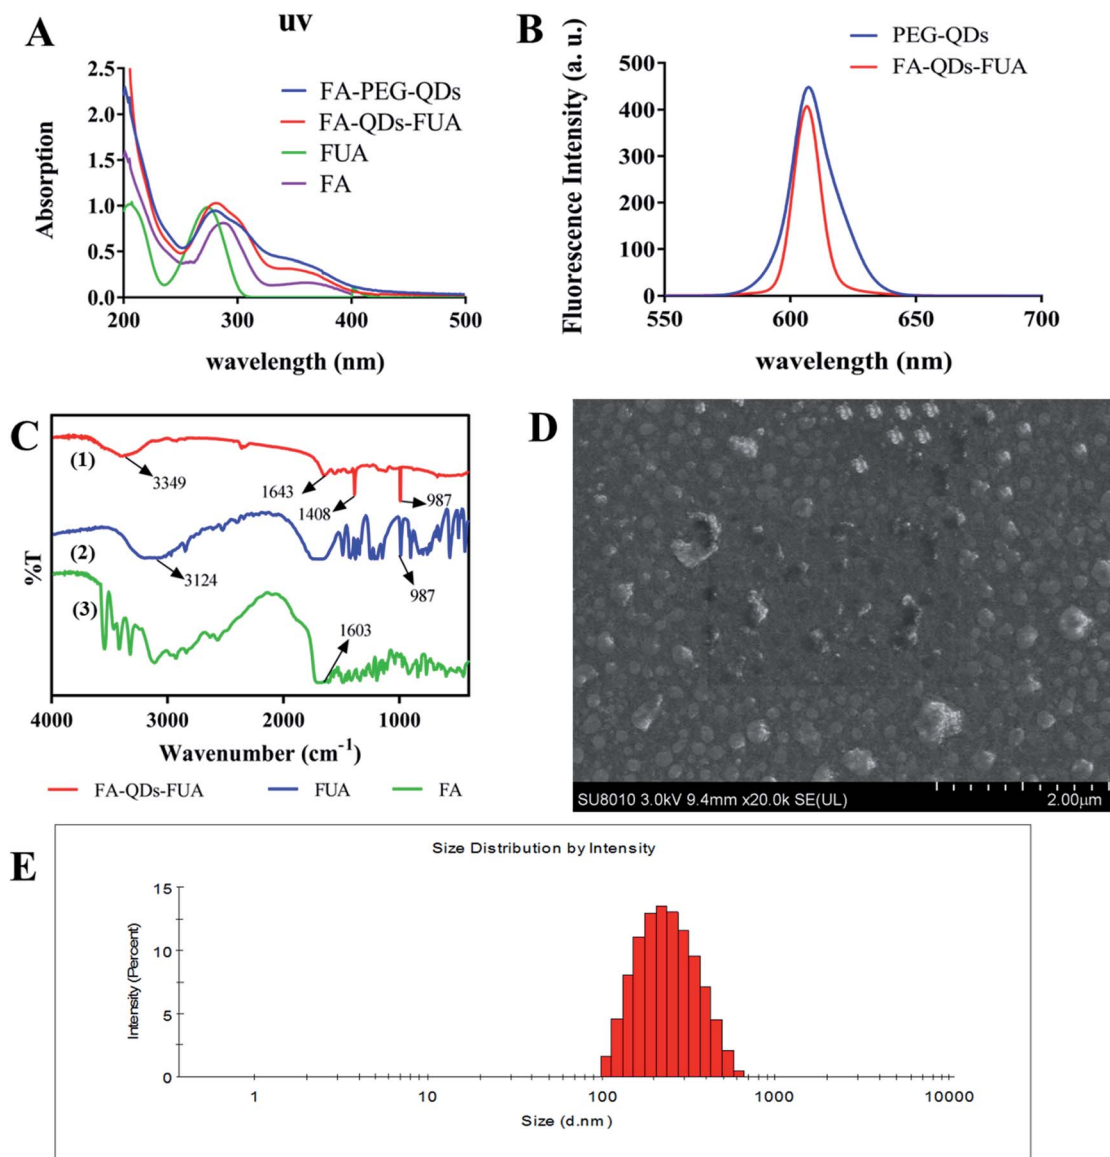 A
uv
FA-PEG-QDs
FA-QDs-FUA
FUA
FA
Absorption
2.5
2.0
1.5
1.0
0.5
0.0
200 300 400 500
wavelength (nm)
B
PEG-QDs
FA-QDs-FUA
Fluorescence Intensity (a. u.)
500
400
300
200
100
0
550 600 650 700
wavelength (nm)
C
%T
(1)
3349
1643
1408
987
(2)
3124
987
(3)
1603
4000 3000 2000 1000
Wavenumber (cm⁻¹)
FA-QDs-FUA FUA FA
D
SU8010 3.0kV 9.4mm x20.0k SE(UL) 2.00μm
E
Size Distribution by Intensity
Intensity (Percent)
15
10
5
0
1 10 100 1000 10000
Size (d.nm)